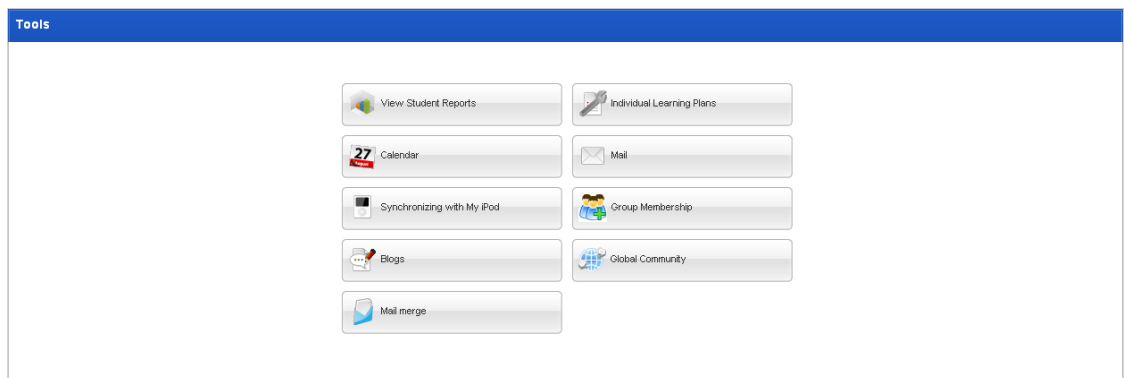 Tools
View Student Reports
Individual Learning Plans
27
Calendar
Mail
Synchronizing with My iPod
Group Membership
Blogs
Global Community
Mail merge